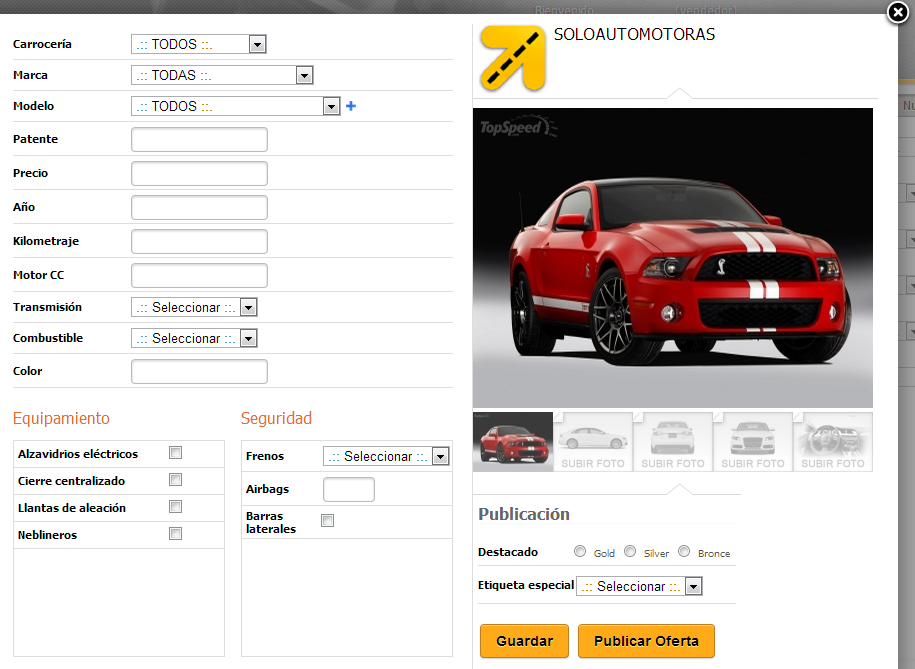 Bienvenido
(vendedor)
Carrocería .:: TODOS ::.
Marca .:: TODAS ::.
Modelo .:: TODOS ::. +
Patente
Precio
Año
Kilometraje
Motor CC
Transmisión .:: Seleccionar ::.
Combustible .:: Seleccionar ::.
Color
Equipamiento
Alzavidrios eléctricos
Cierre centralizado
Llantas de aleación
Neblineros
Seguridad
Frenos .:: Seleccionar ::.
Airbags
Barras
laterales
SOLOAUTOMOTORAS
TopSpeed
SUBIR FOTO SUBIR FOTO SUBIR FOTO SUBIR FOTO
Publicación
Destacado Gold Silver Bronce
Etiqueta especial .:: Seleccionar ::.
Guardar Publicar Oferta